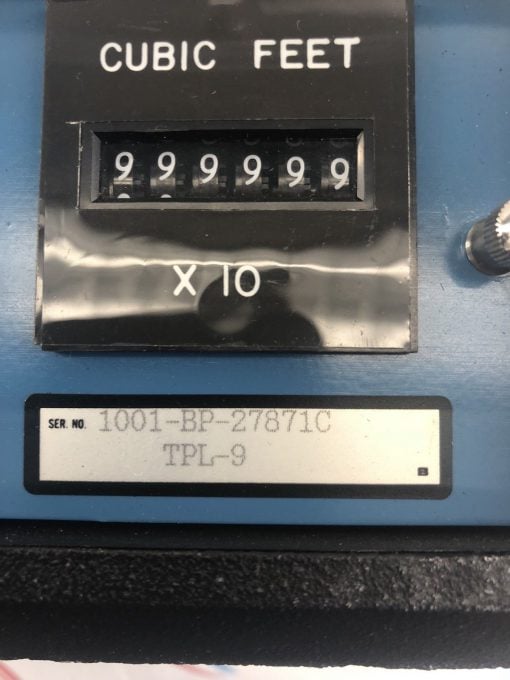 CUBIC FEET
999999
X 10
SER. NO. 1001-BP-27871C
TPL-9